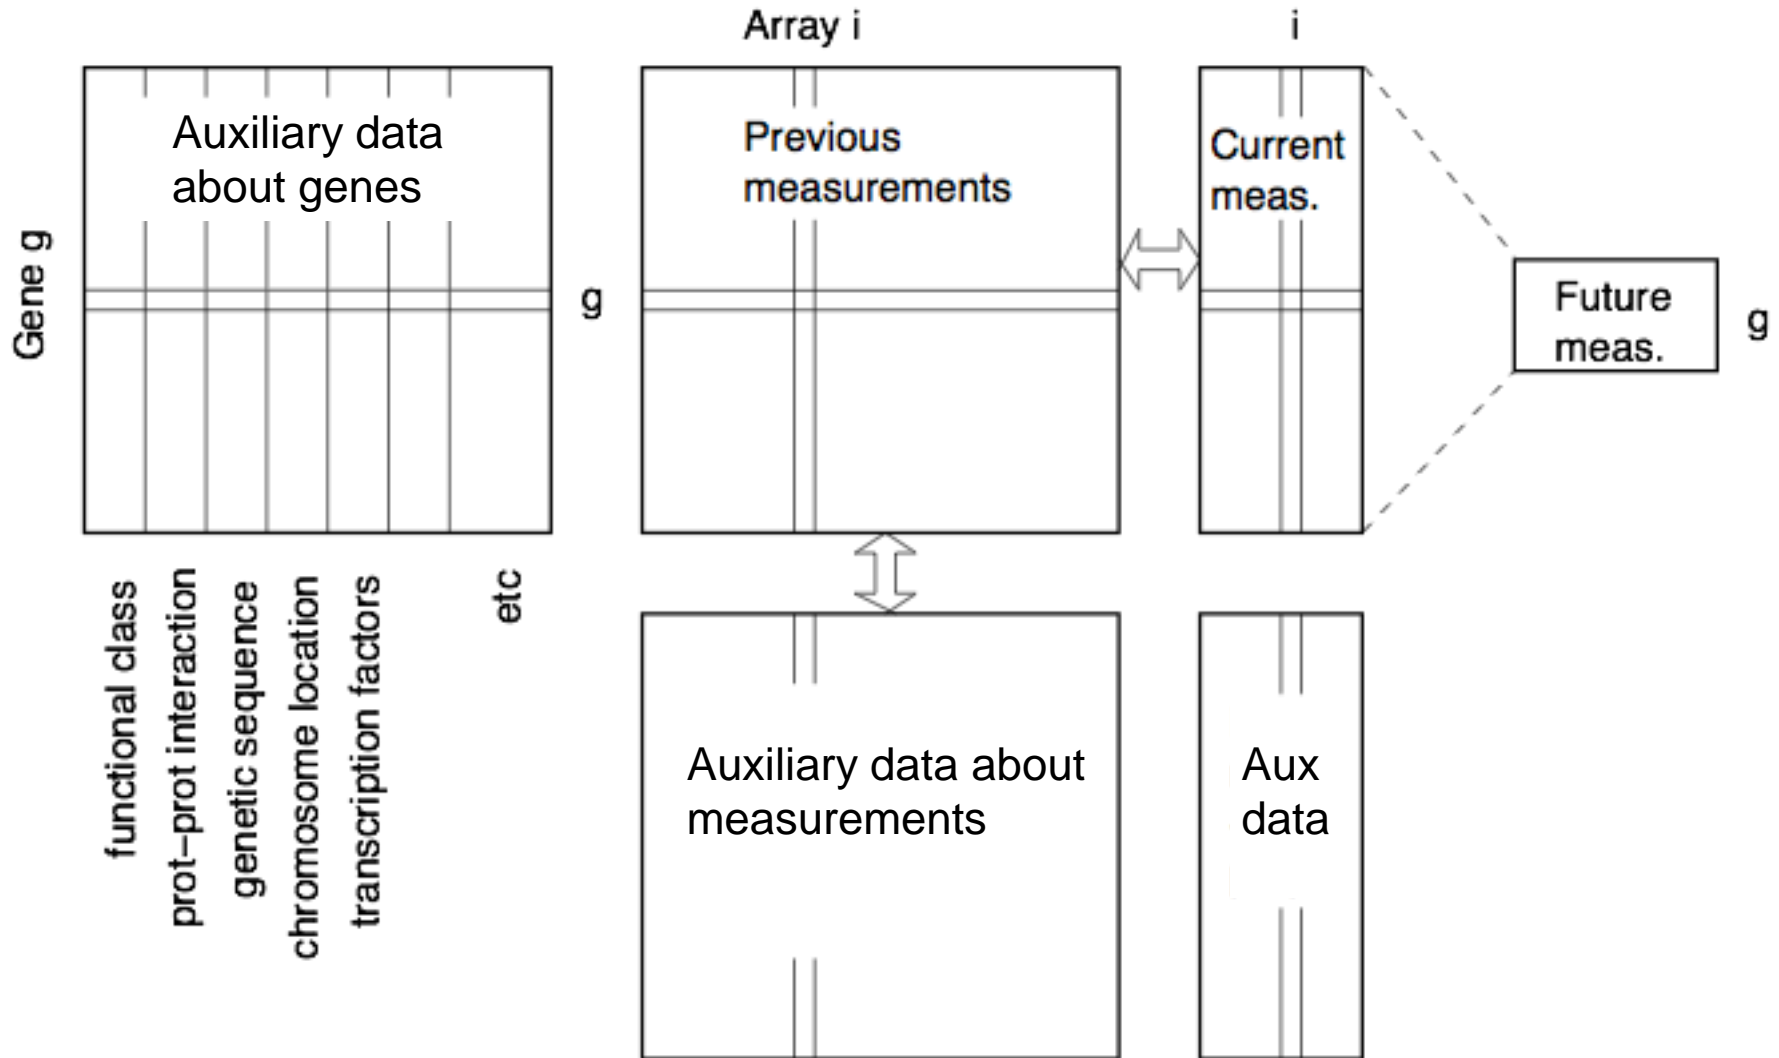 Array i
i
Auxiliary data
about genes
Previous
measurements
Current
meas.
Gene g
g
Future
meas.
g
functional class
prot-prot interaction
genetic sequence
chromosome location
transcription factors
etc
Auxiliary data about
measurements
Aux
data